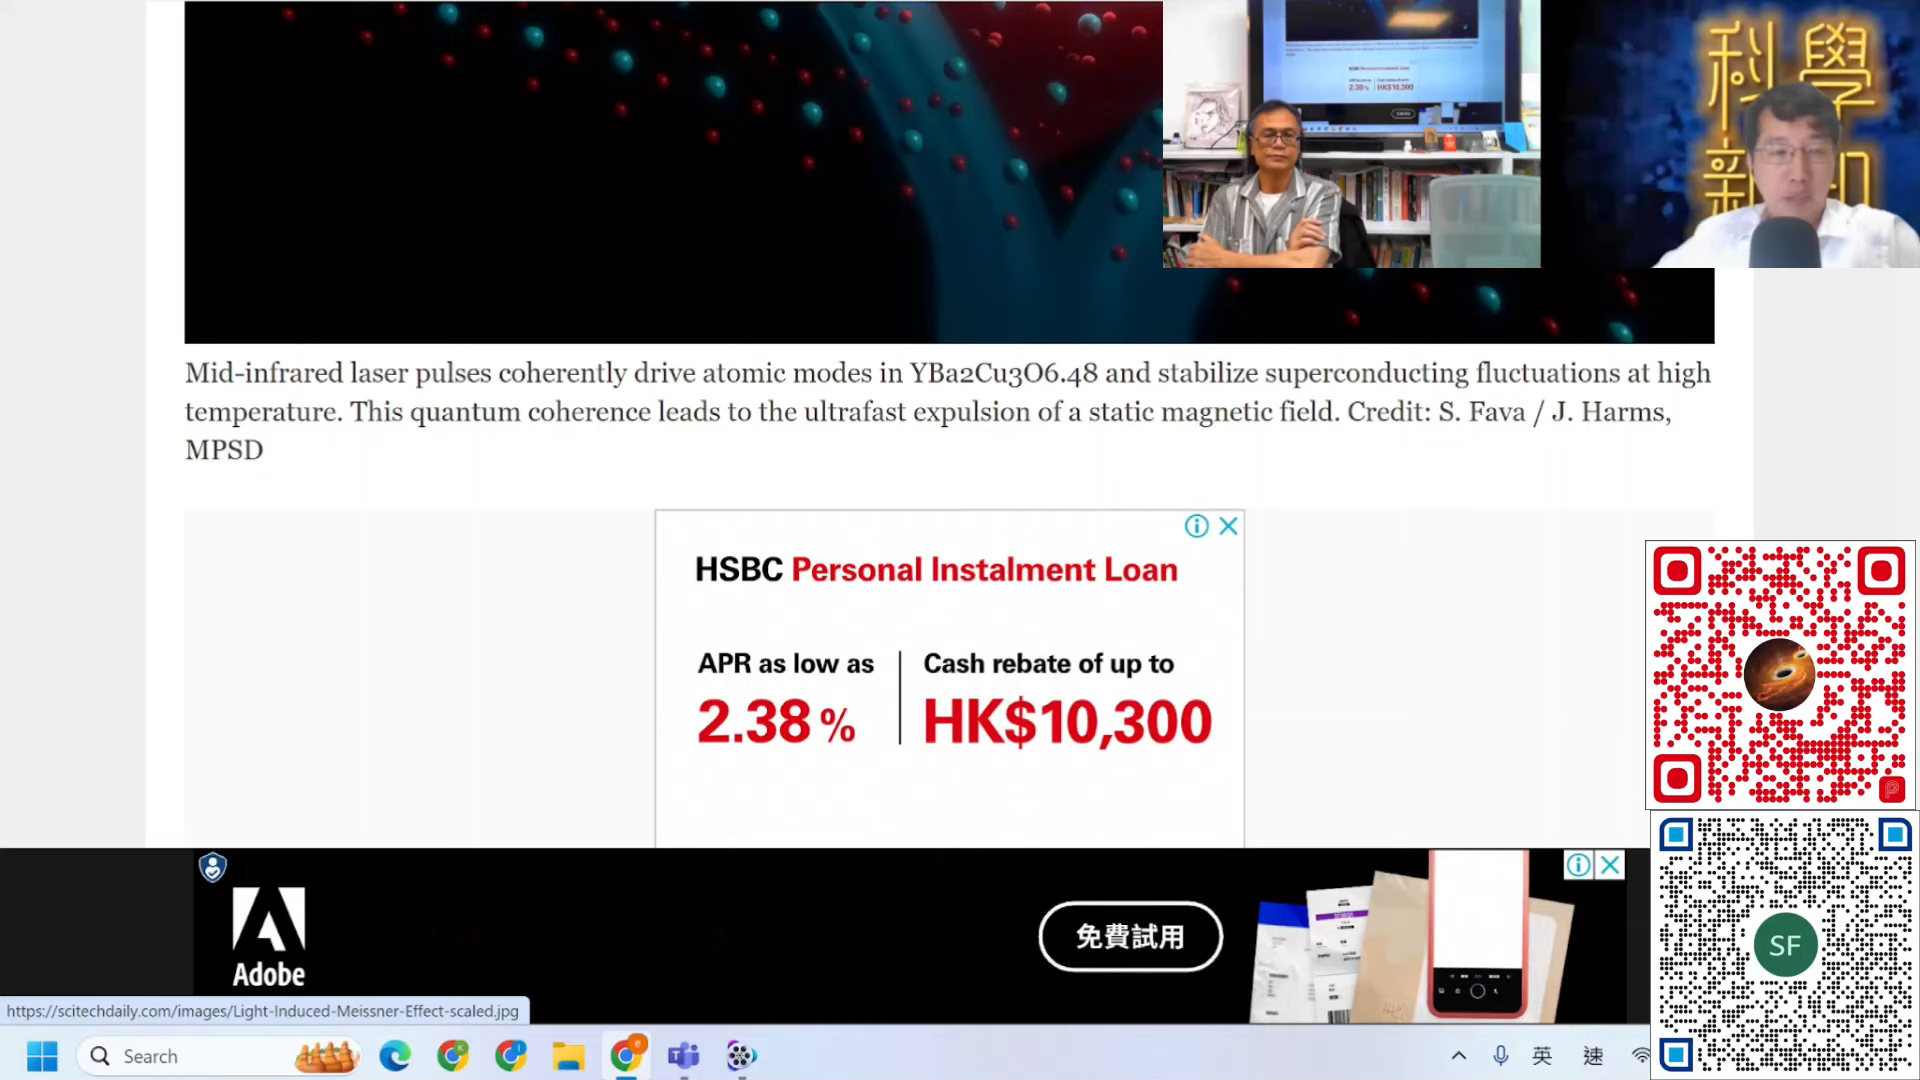 科學
新知
Mid-infrared laser pulses coherently drive atomic modes in YBa2Cu3O6.48 and stabilize superconducting fluctuations at high
temperature. This quantum coherence leads to the ultrafast expulsion of a static magnetic field. Credit: S. Fava / J. Harms,
MPSD
HSBC Personal Instalment Loan
APR as low as
2.38 %
Cash rebate of up to
HK$10,300
Adobe
免費試用
SF
https://scitechdaily.com/images/Light-Induced-Meissner-Effect-scaled.jpg
Search
英
速